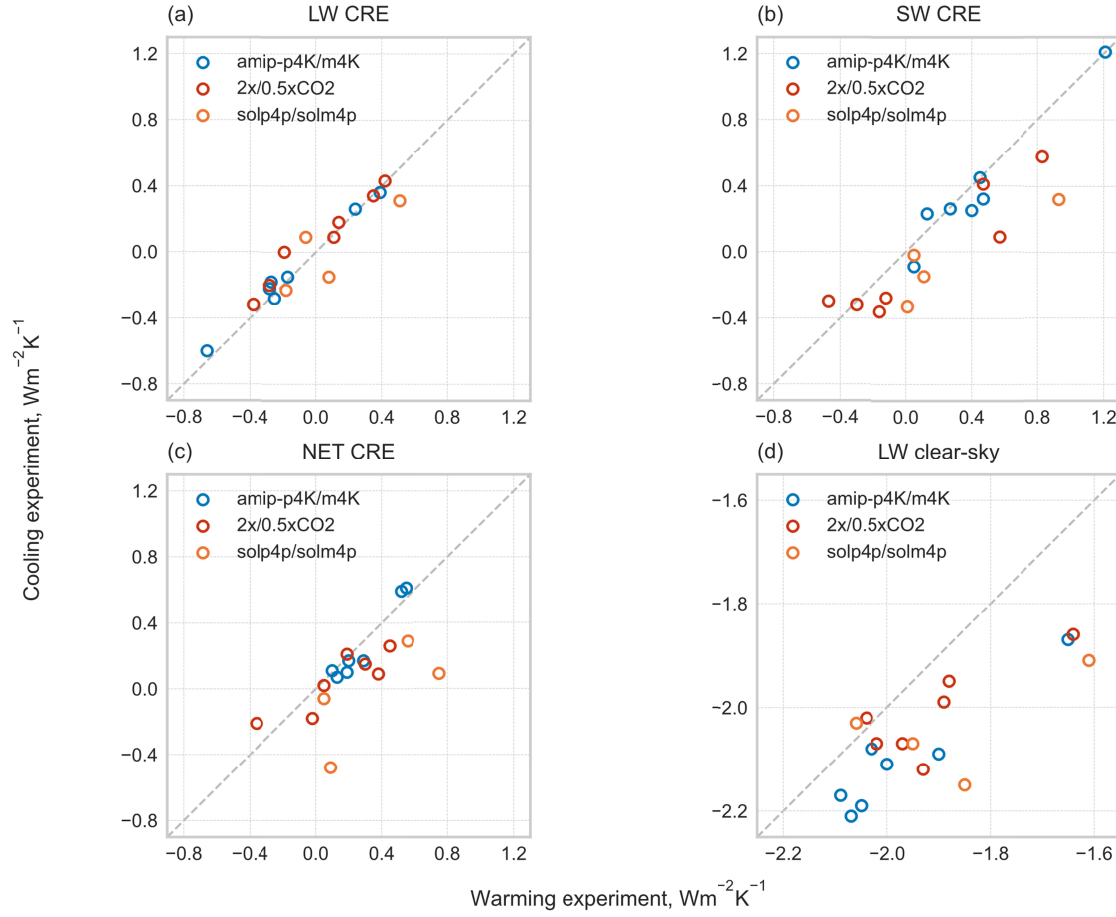 (a) LW CRE
1.2
0.8
0.4
0.0
−0.4
−0.8
−0.8 −0.4 0.0 0.4 0.8 1.2
amip-p4K/m4K
2x/0.5xCO2
solp4p/solm4p
(b) SW CRE
1.2
0.8
0.4
0.0
−0.4
−0.8
−0.8 −0.4 0.0 0.4 0.8 1.2
amip-p4K/m4K
2x/0.5xCO2
solp4p/solm4p
(c) NET CRE
1.2
0.8
0.4
0.0
−0.4
−0.8
−0.8 −0.4 0.0 0.4 0.8 1.2
amip-p4K/m4K
2x/0.5xCO2
solp4p/solm4p
(d) LW clear-sky
−1.6
−1.8
−2.0
−2.2
−2.2 −2.0 −1.8 −1.6
amip-p4K/m4K
2x/0.5xCO2
solp4p/solm4p
Cooling experiment, Wm⁻²K⁻¹
Warming experiment, Wm⁻²K⁻¹